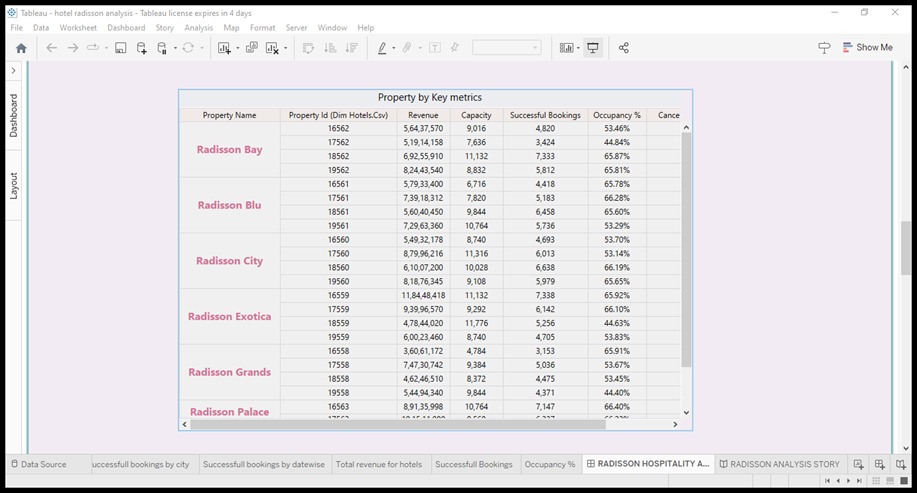 Tableau - hotel radisson analysis - Tableau license expires in 4 days
File Data Worksheet Dashboard Story Analysis Map Format Server Window Help
Show Me
Dashboard
Layout
Property by Key metrics
Property Name Property Id (Dim Hotels.Csv) Revenue Capacity Successful Bookings Occupancy % Cance
Radisson Bay
16562 5,64,37,570 9,016 4,820 53.46%
17562 5,19,14,158 7,636 3,424 44.84%
18562 6,92,55,910 11,132 7,333 65.87%
19562 8,24,43,540 8,832 5,812 65.81%
Radisson Blu
16561 5,79,33,400 6,716 4,418 65.78%
17561 7,39,18,312 7,820 5,183 66.28%
18561 5,60,40,450 9,844 6,458 65.60%
19561 7,29,63,360 10,764 5,736 53.29%
Radisson City
16560 5,49,32,178 8,740 4,693 53.70%
17560 8,79,96,216 11,316 6,013 53.14%
18560 6,10,07,200 10,028 6,638 66.19%
19560 8,18,76,345 9,108 5,979 65.65%
Radisson Exotica
16559 11,84,48,418 11,132 7,338 65.92%
17559 9,39,96,570 9,292 6,142 66.10%
18559 4,78,44,020 11,776 5,256 44.63%
19559 6,00,23,460 8,740 4,705 53.83%
Radisson Grands
16558 3,60,61,172 4,784 3,153 65.91%
17558 7,47,30,742 9,384 5,036 53.67%
18558 4,62,46,510 8,372 4,475 53.45%
19558 5,44,94,340 9,844 4,371 44.40%
Radisson Palace
16563 8,91,35,998 10,764 7,147 66.40%
Data Source uccessfull bookings by city Successfull bookings by datewise Total revenue for hotels Successfull Bookings Occupancy % RADISSON HOSPITALITY A... RADISSON ANALYSIS STORY